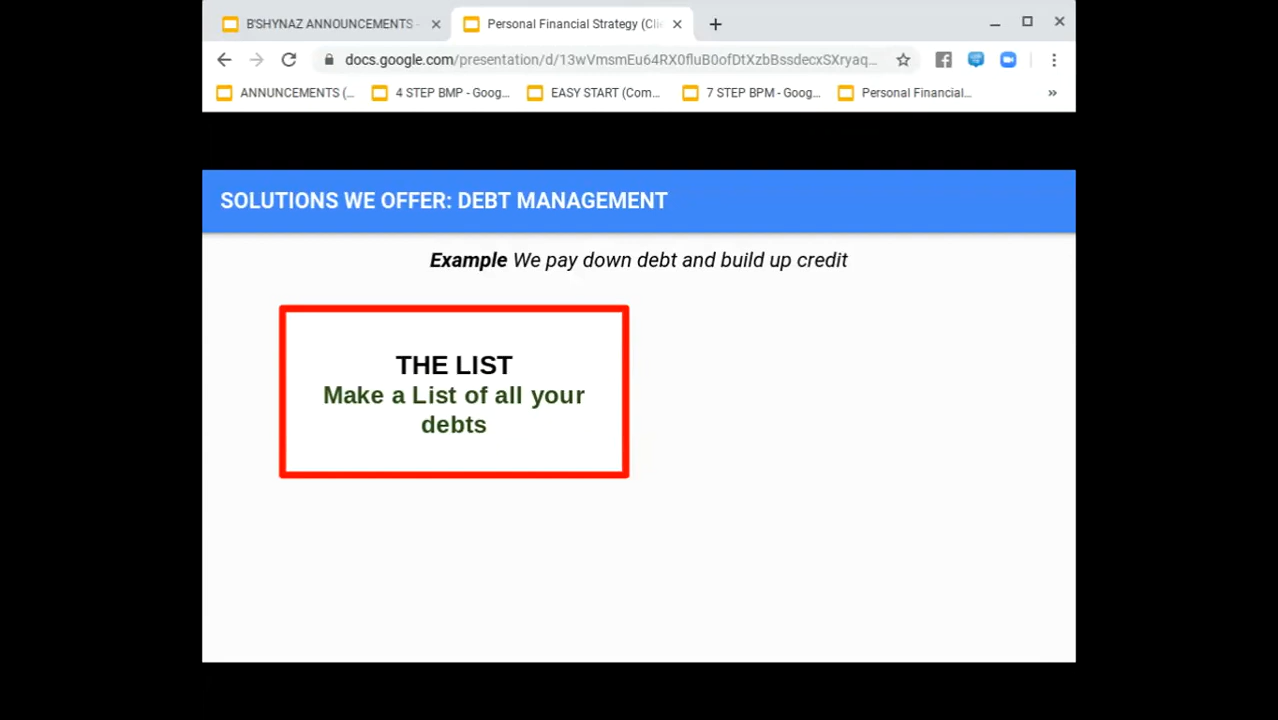 B'SHYNAZ ANNOUNCEMENTS -
Personal Financial Strategy (Cli
docs.google.com/presentation/d/13wVmsmEu64RX0fluB0ofDtXzbBssdecxSXryaq...
ANNUNCEMENTS (...
4 STEP BMP - Goog...
EASY START (Com...
7 STEP BPM - Goog...
Personal Financial...
SOLUTIONS WE OFFER: DEBT MANAGEMENT
Example We pay down debt and build up credit
THE LIST
Make a List of all your
debts